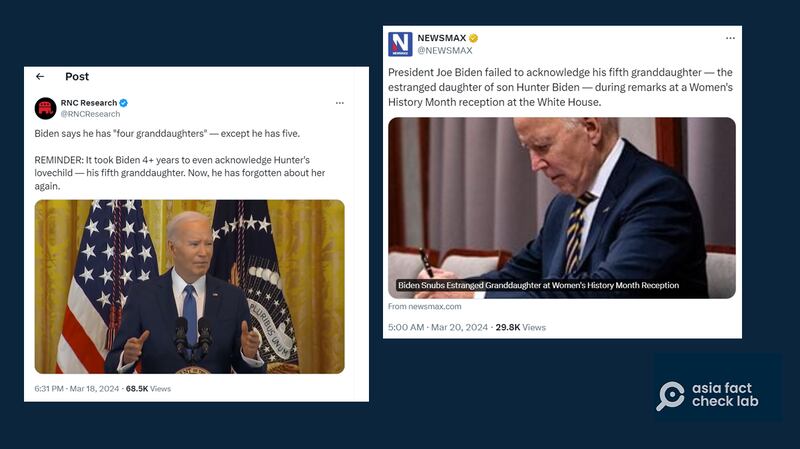 Post
RNC Research
@RNCResearch
Biden says he has "four granddaughters" — except he has five.
REMINDER: It took Biden 4+ years to even acknowledge Hunter's
lovechild — his fifth granddaughter. Now, he has forgotten about her
again.
PLURIBUS UNUM
6:31 PM · Mar 18, 2024 · 68.5K Views
NEWSMAX
@NEWSMAX
N
NEWSMAX
President Joe Biden failed to acknowledge his fifth granddaughter — the
estranged daughter of son Hunter Biden — during remarks at a Women's
History Month reception at the White House.
Biden Snubs Estranged Granddaughter at Women's History Month Reception
From newsmax.com
5:00 AM · Mar 20, 2024 · 29.8K Views
asia fact
check lab